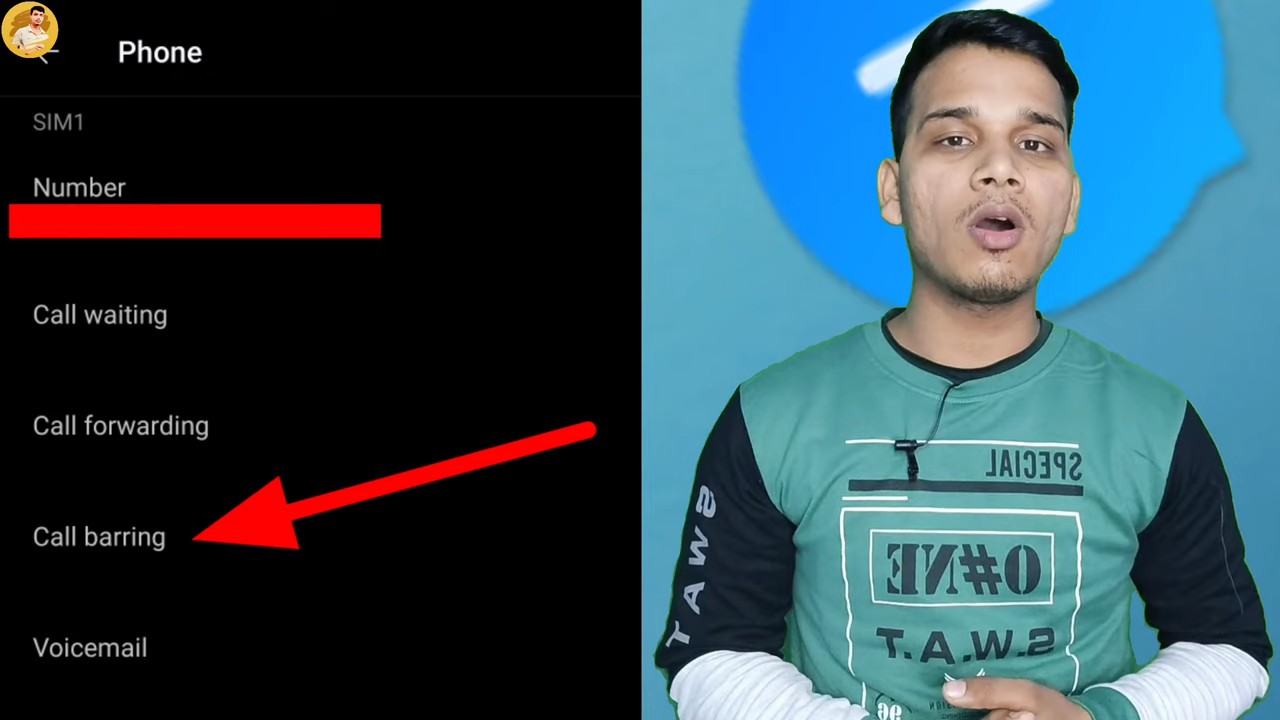 Phone
SIM1
Number
Call waiting
Call forwarding
Call barring
Voicemail
SPECIAL
O#NE
S.W.A.T
SWAT